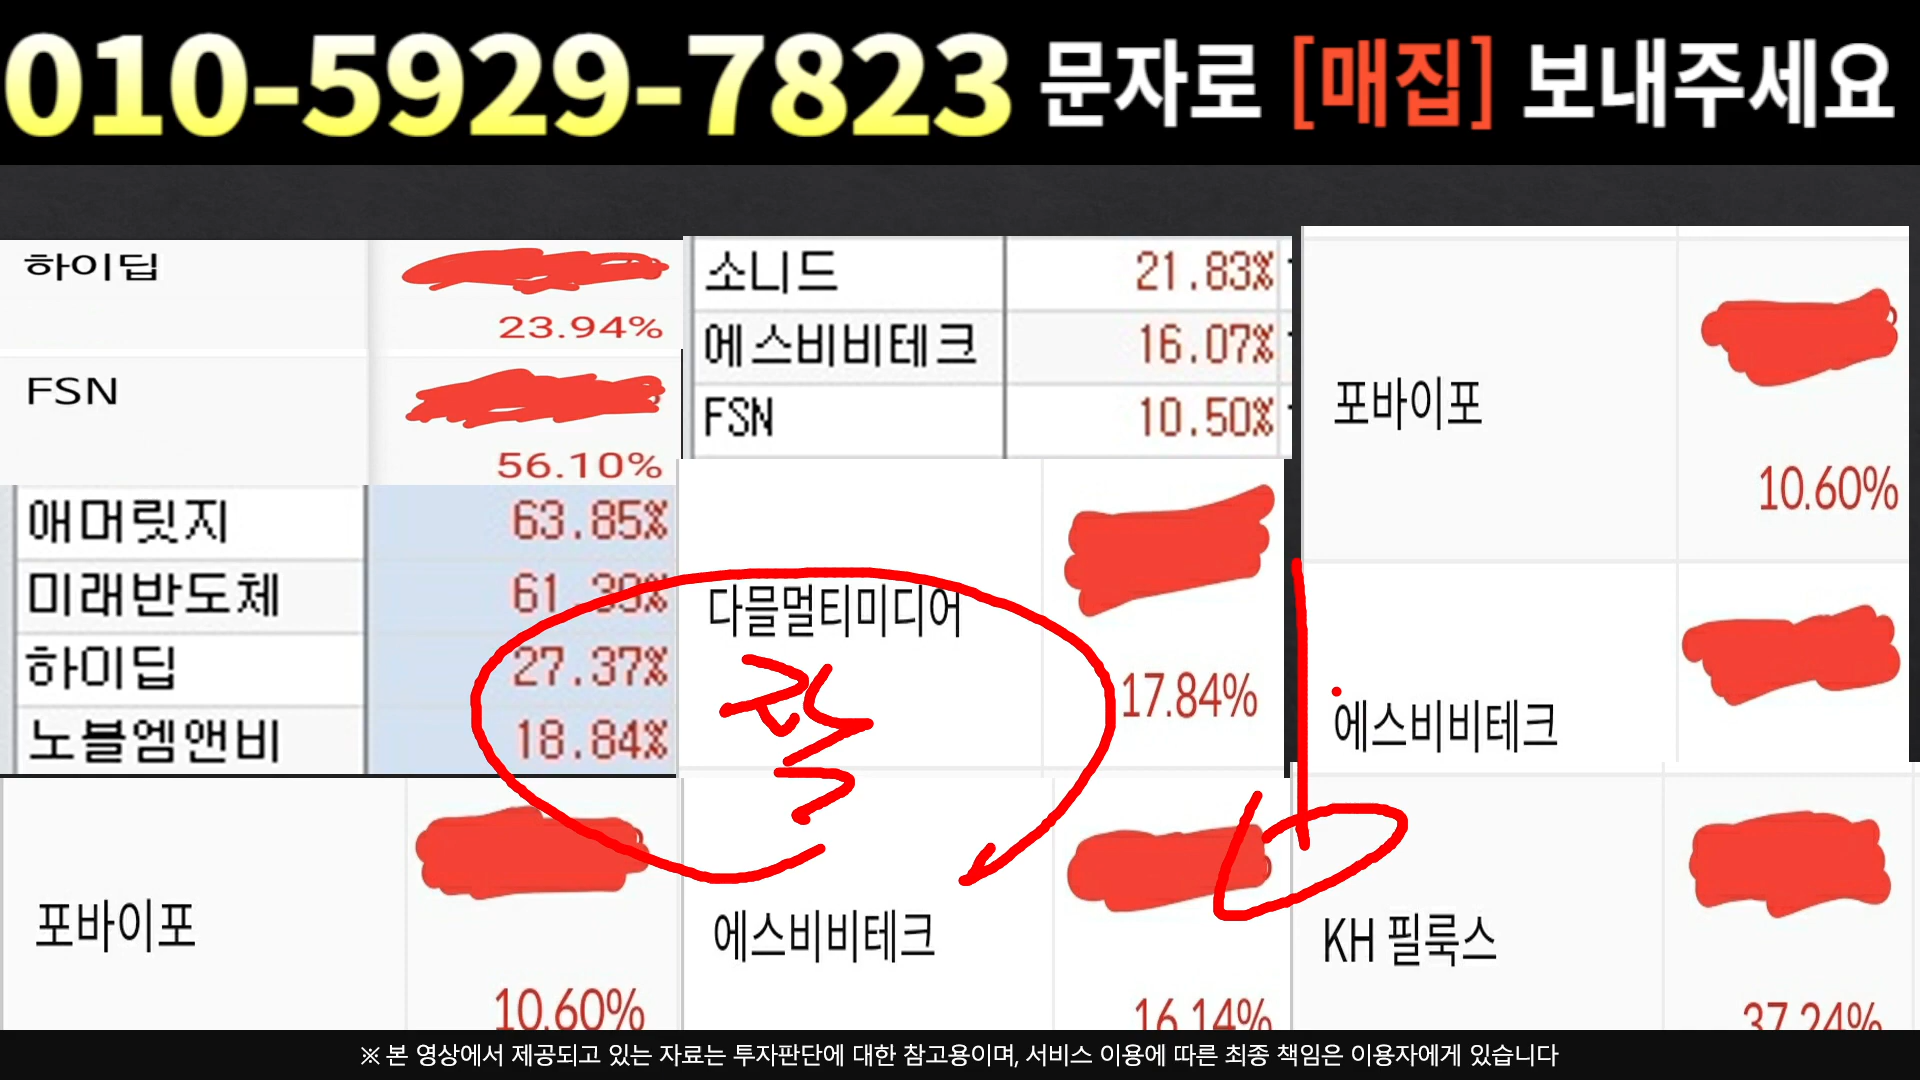 010-5929-7823 문자로 [매집] 보내주세요
하이딥
23.94%
FSN
56.10%
애머릿지 63.85%
미래반도체 61.39%
하이딥 27.37%
노블엠앤비 18.84%
소니드 21.83%
에스비비테크 16.07%
FSN 10.50%
다믈멀티미디어
17.84%
포바이포
10.60%
에스비비테크
포바이포
10.60%
에스비비테크
16.14%
KH 필룩스
37.24%
※ 본 영상에서 제공되고 있는 자료는 투자판단에 대한 참고용이며, 서비스 이용에 따른 최종 책임은 이용자에게 있습니다